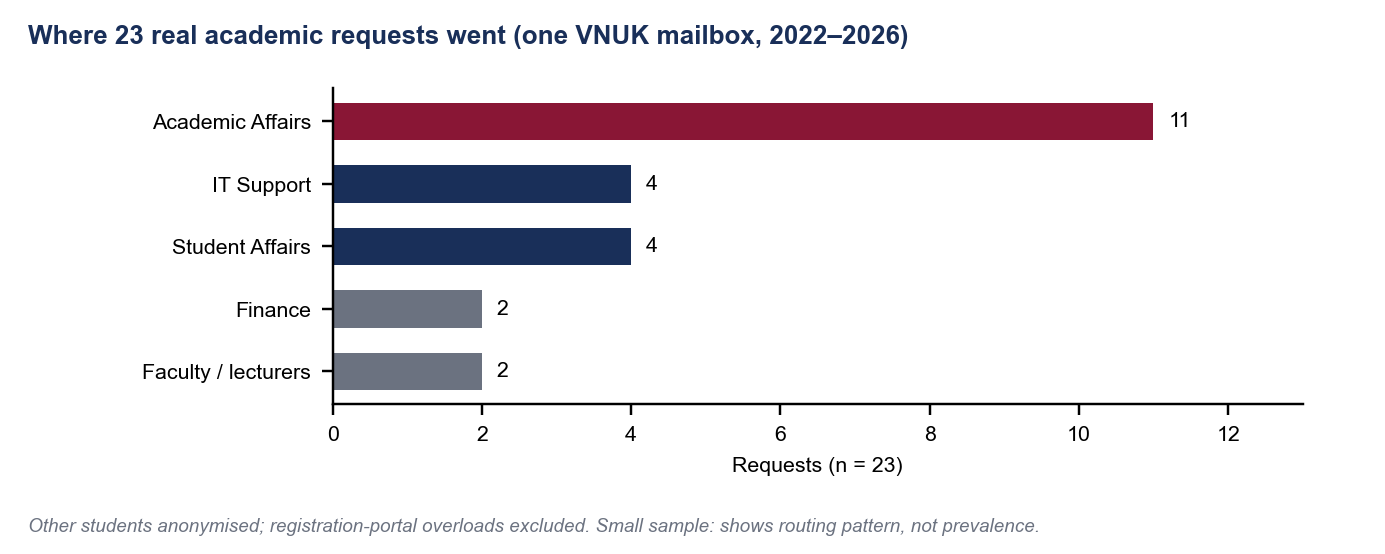 Where 23 real academic requests went (one VNUK mailbox, 2022–2026)
Academic Affairs 11
IT Support 4
Student Affairs 4
Finance 2
Faculty / lecturers 2
0 2 4 6 8 10 12
Requests (n = 23)
Other students anonymised; registration-portal overloads excluded. Small sample: shows routing pattern, not prevalence.